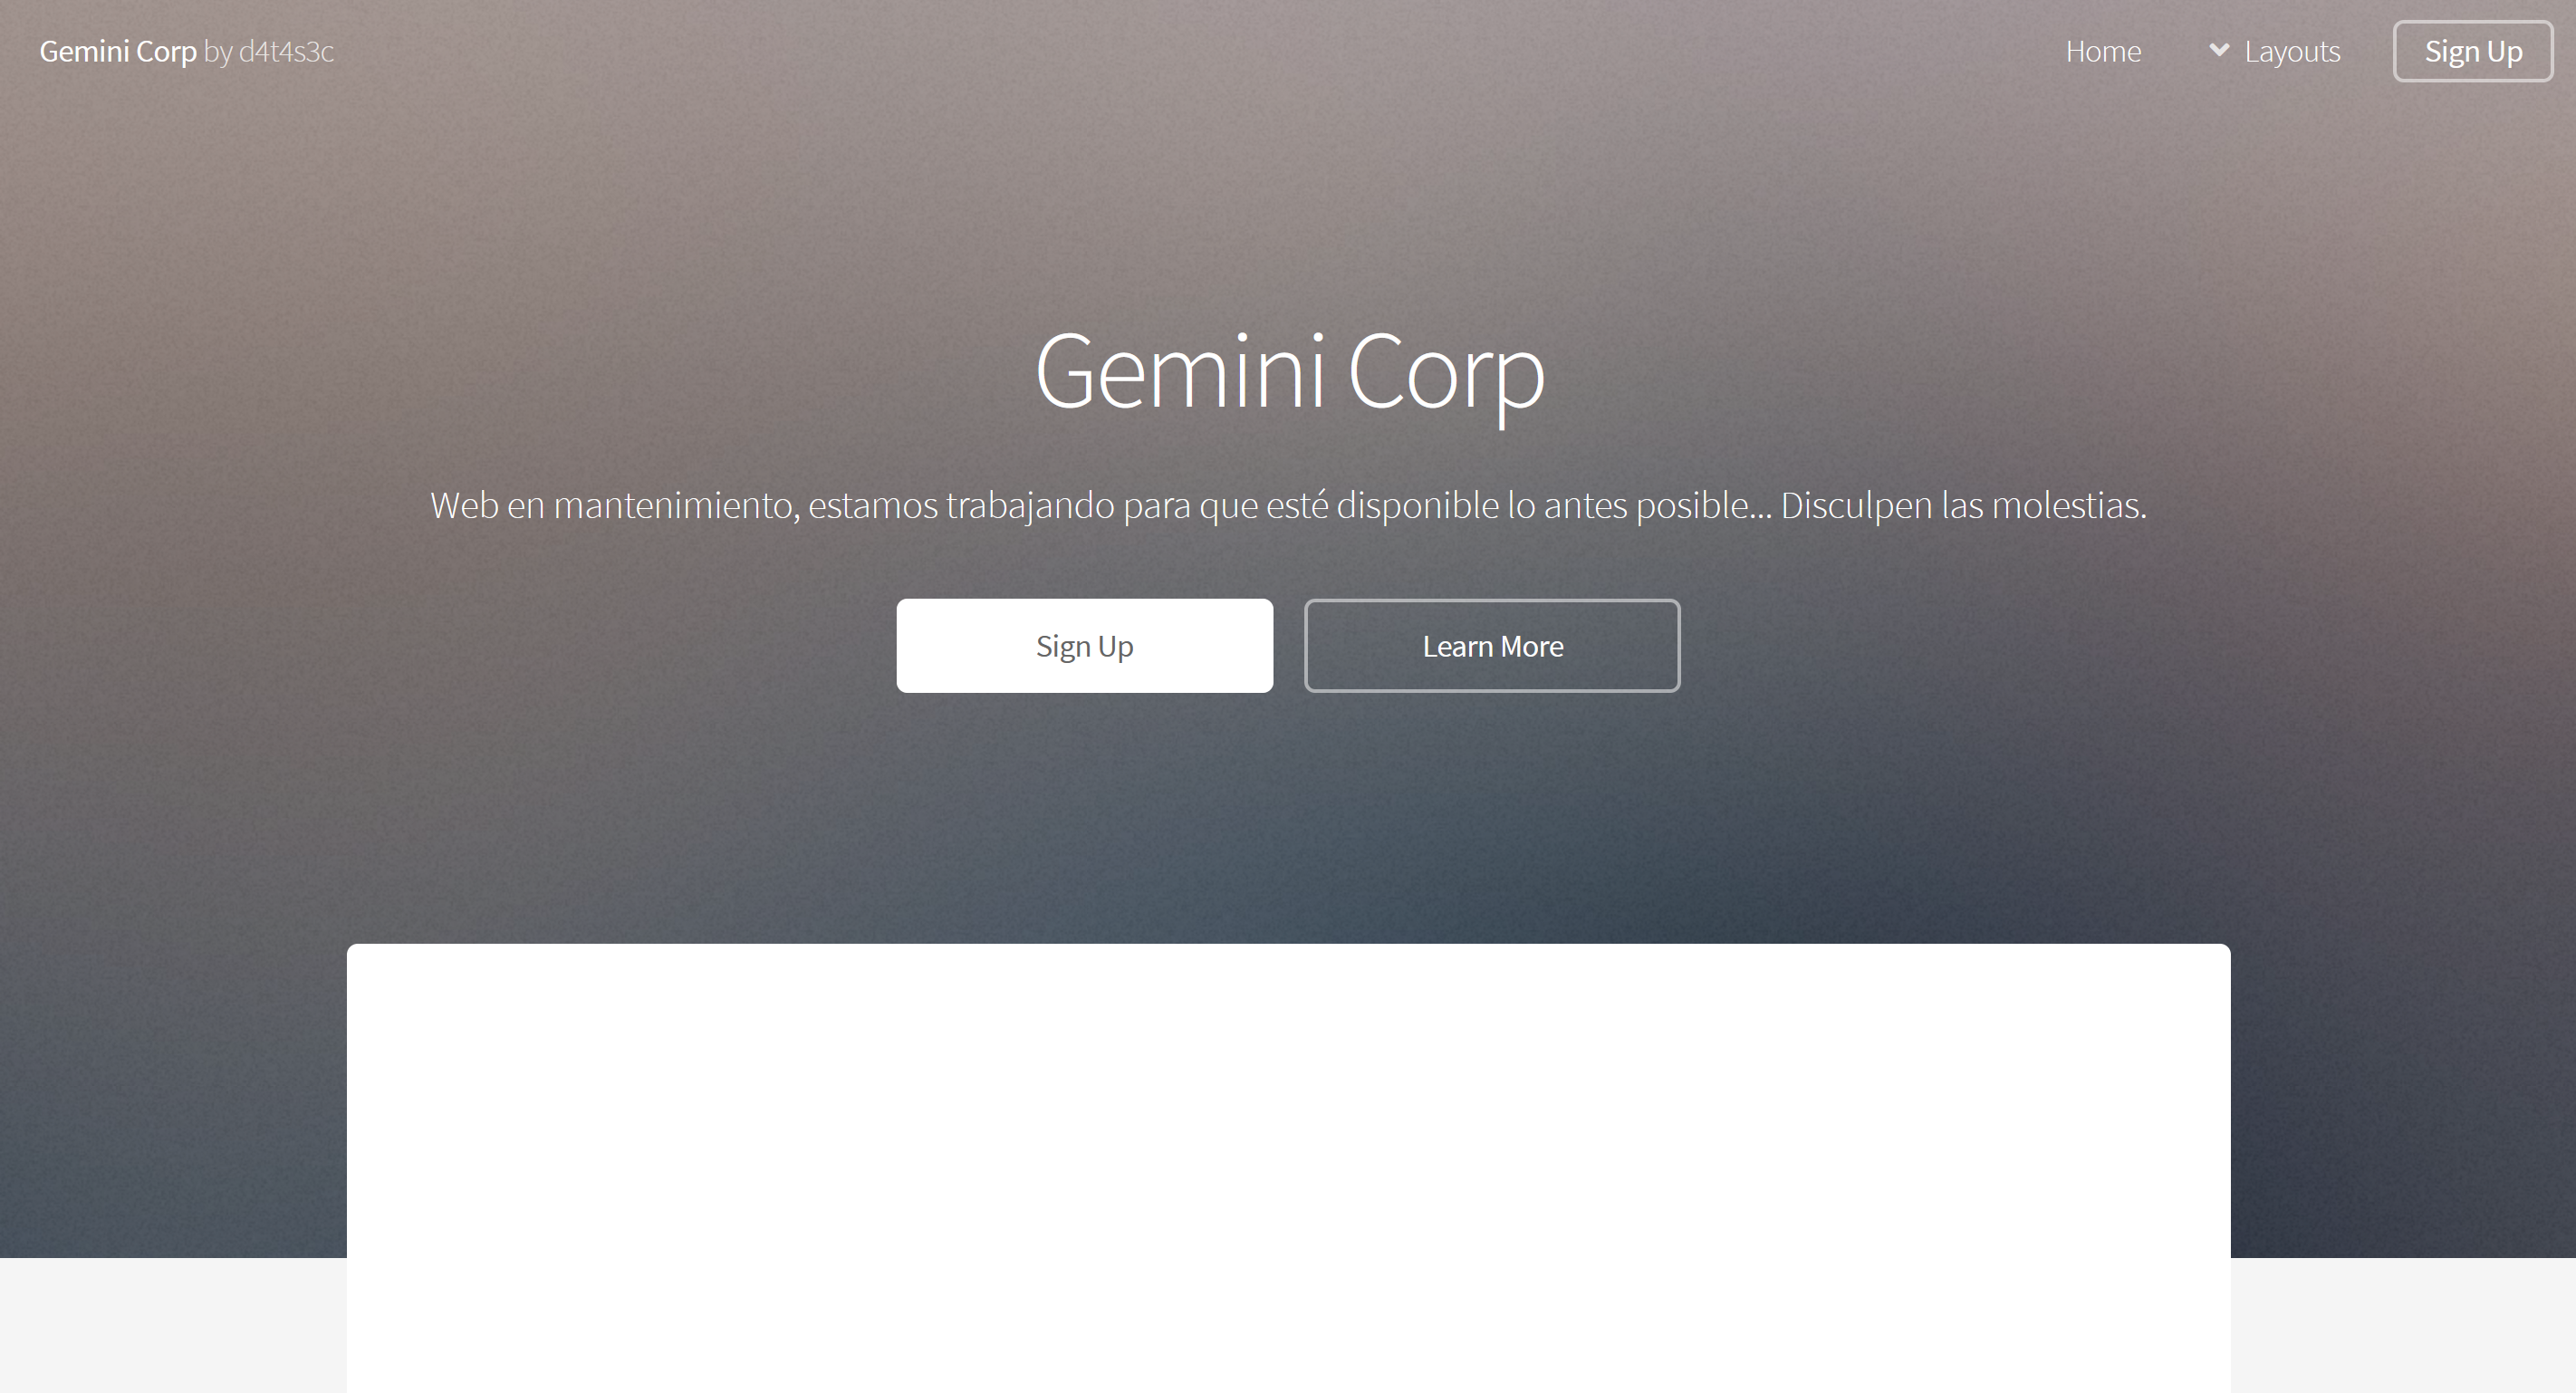 Gemini Corp by d4t4s3c
Home
Layouts
Sign Up
Gemini Corp
Web en mantenimiento, estamos trabajando para que esté disponible lo antes posible... Disculpen las molestias.
Sign Up
Learn More